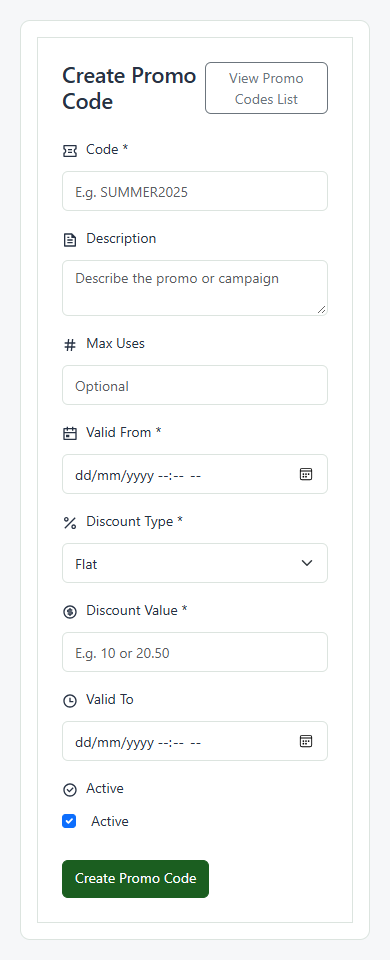 Create Promo
Code
View Promo
Codes List
Code *
E.g. SUMMER2025
Description
Describe the promo or campaign
Max Uses
Optional
Valid From *
dd/mm/yyyy --:-- --
Discount Type *
Flat
Discount Value *
E.g. 10 or 20.50
Valid To
dd/mm/yyyy --:-- --
Active
Active
Create Promo Code